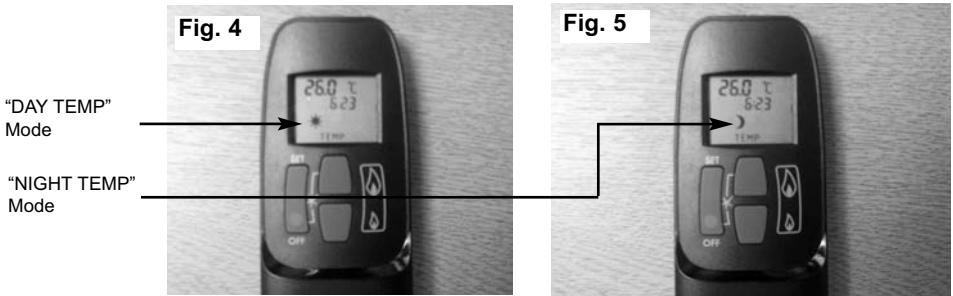 Fig. 4
Fig. 5
“DAY TEMP”
Mode
“NIGHT TEMP”
Mode
26.0 °C
6:23
TEMP
SET
OFF
26.0 °C
6:23
TEMP
SET
OFF